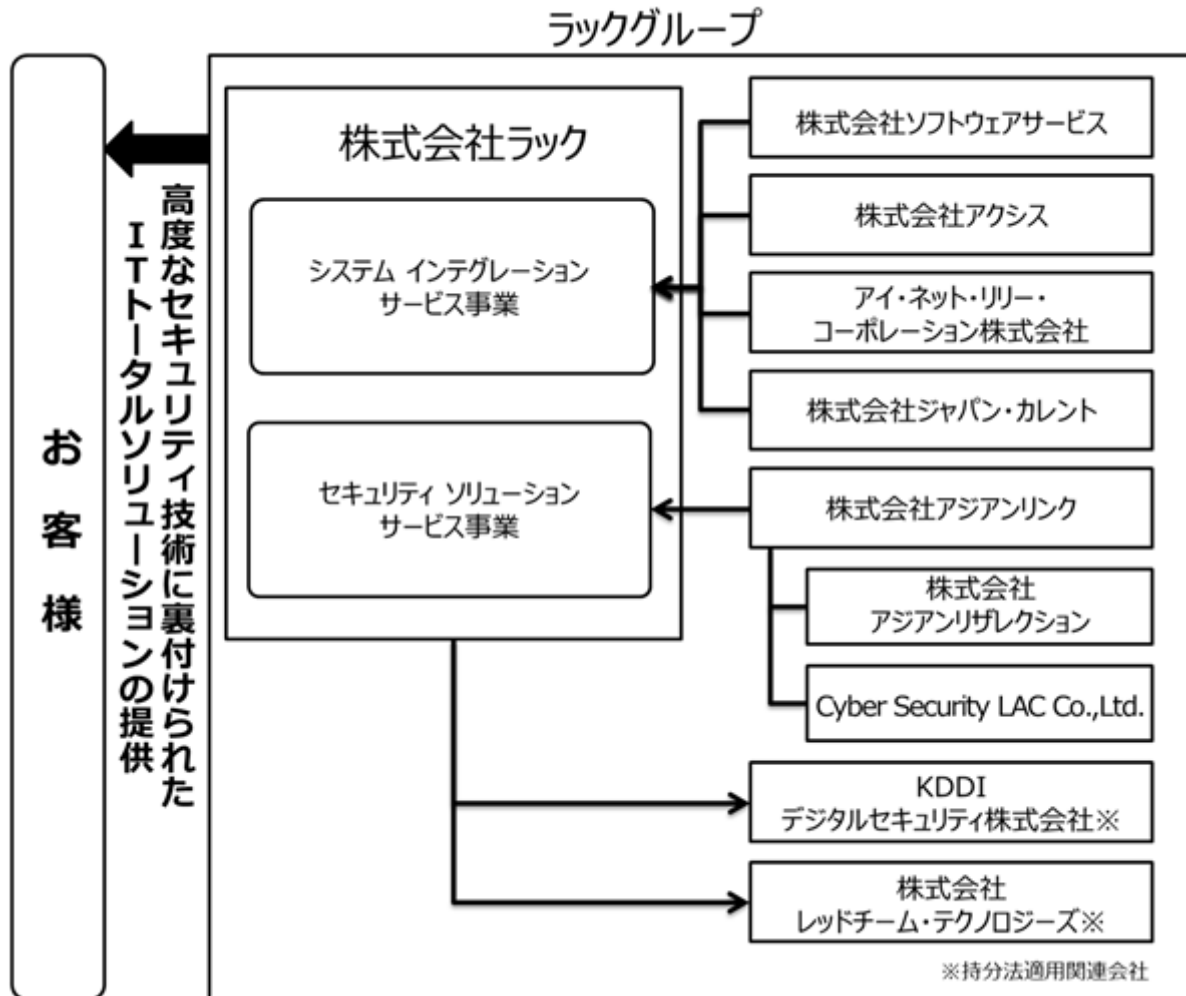 ラックグループ
お客様
高度なセキュリティ技術に裏付けられた
ITトータルソリューションの提供
株式会社ラック
システム インテグレーション
サービス事業
セキュリティ ソリューション
サービス事業
株式会社ソフトウェアサービス
株式会社アクシス
アイ・ネット・リリー・
コーポレーション株式会社
株式会社ジャパン・カレント
株式会社アジアンリンク
株式会社
アジアンリザレクション
Cyber Security LAC Co.,Ltd.
KDDI
デジタルセキュリティ株式会社※
株式会社
レッドチーム・テクノロジーズ※
※持分法適用関連会社